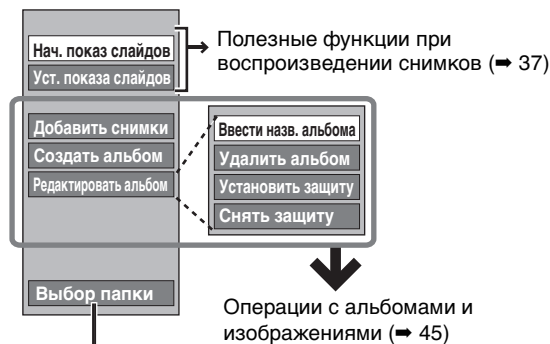 Нач. показ слайдов
Уст. показа слайдов
Полезные функции при
воспроизведении снимков (➡ 37)
Добавить снимки
Создать альбом
Редактировать альбом
Ввести назв. альбома
Удалить альбом
Установить защиту
Снять защиту
Выбор папки
Операции с альбомами и
изображениями (➡ 45)